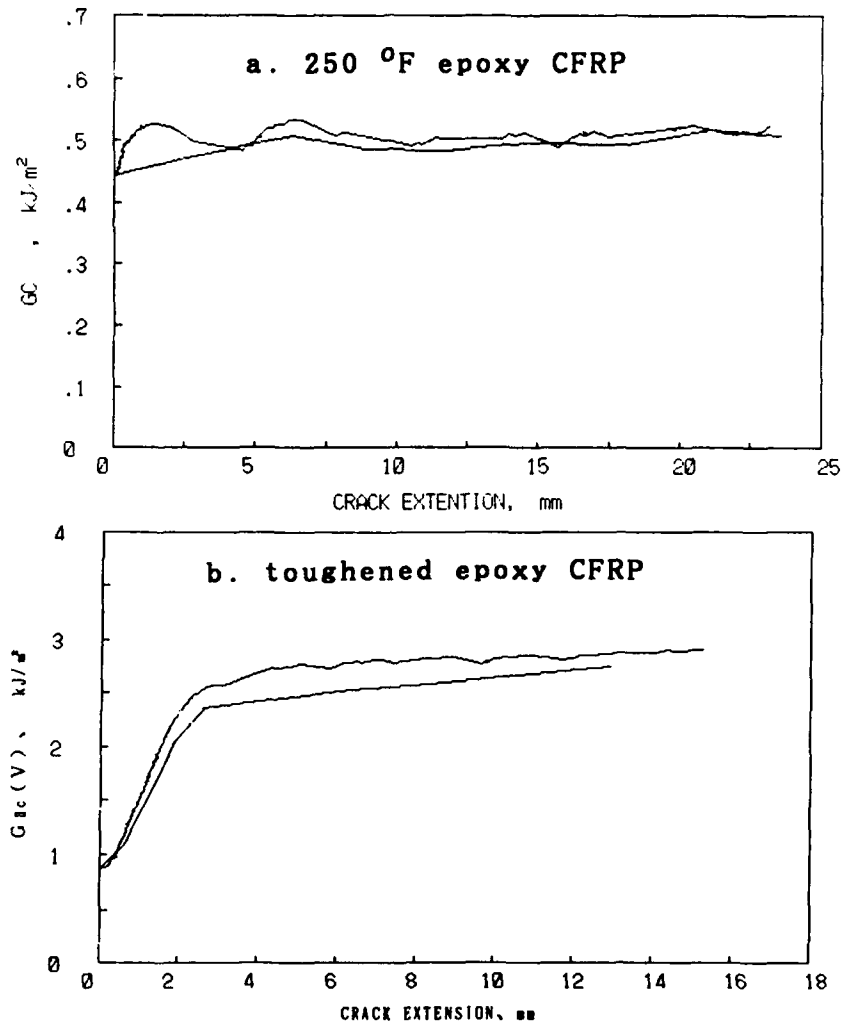 .7
a. 250 °F epoxy CFRP
.6
.5
.4
.3
.2
.1
0
GC , kJ/m²
0 5 10 15 20 25
CRACK EXTENTION, mm
4
b. toughened epoxy CFRP
3
2
1
0
GⅡc(V), kJ/m²
0 2 4 6 8 10 12 14 16 18
CRACK EXTENSION, mm